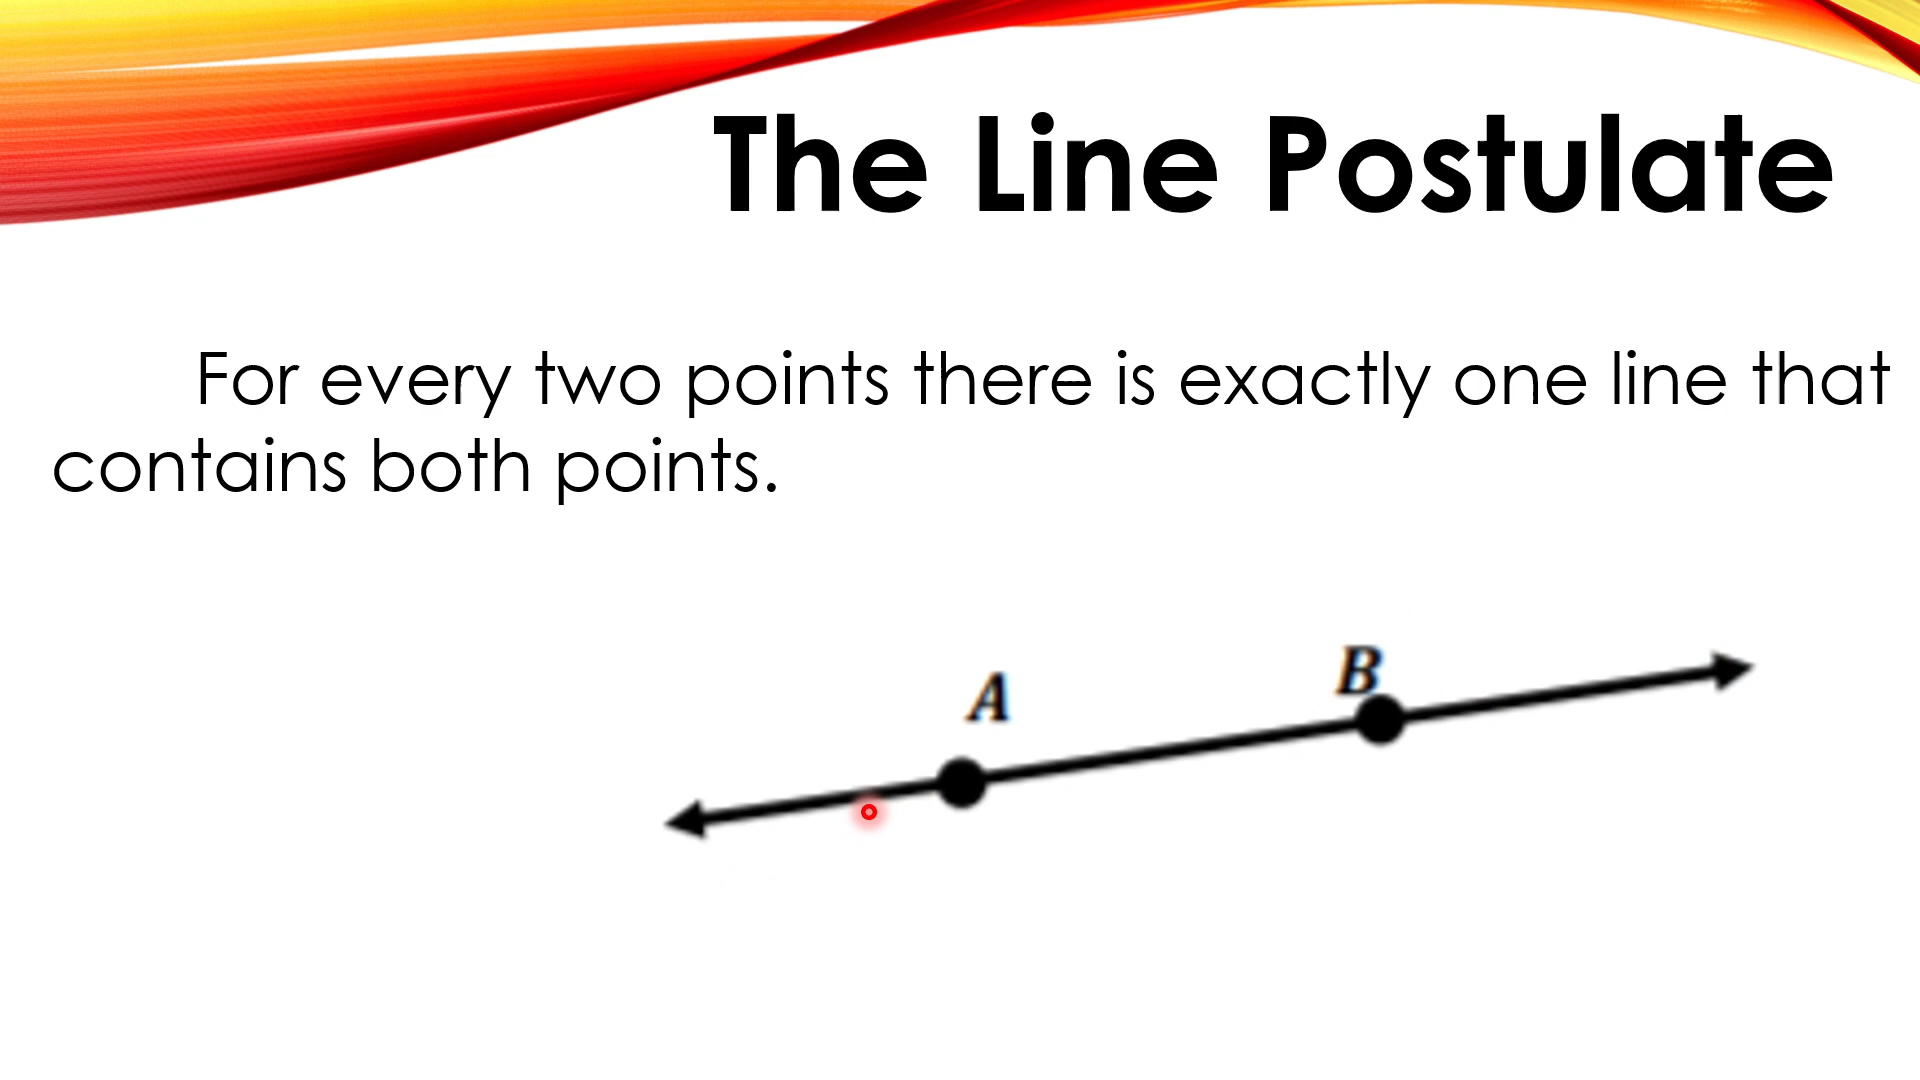 The Line Postulate
For every two points there is exactly one line that
contains both points.
A
B